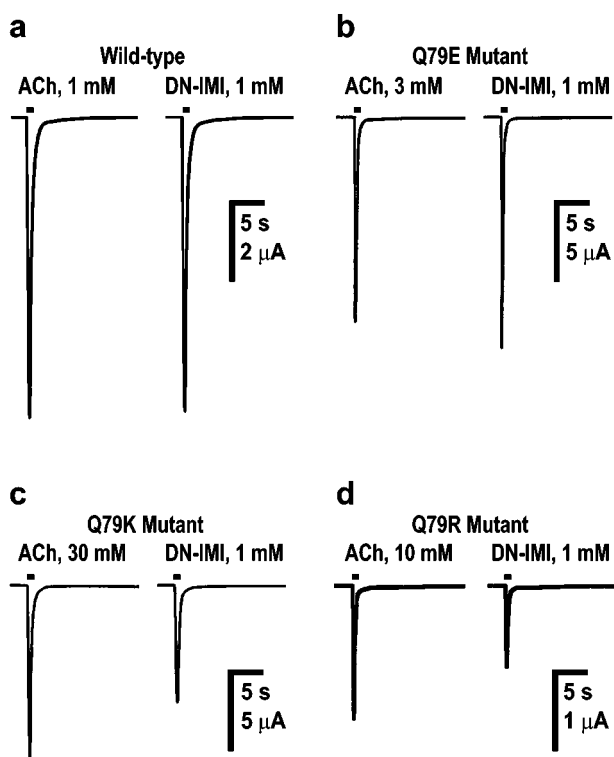 a
Wild-type
ACh, 1 mM DN-IMI, 1 mM
5 s
2 μA
b
Q79E Mutant
ACh, 3 mM DN-IMI, 1 mM
5 s
5 μA
c
Q79K Mutant
ACh, 30 mM DN-IMI, 1 mM
5 s
5 μA
d
Q79R Mutant
ACh, 10 mM DN-IMI, 1 mM
5 s
1 μA